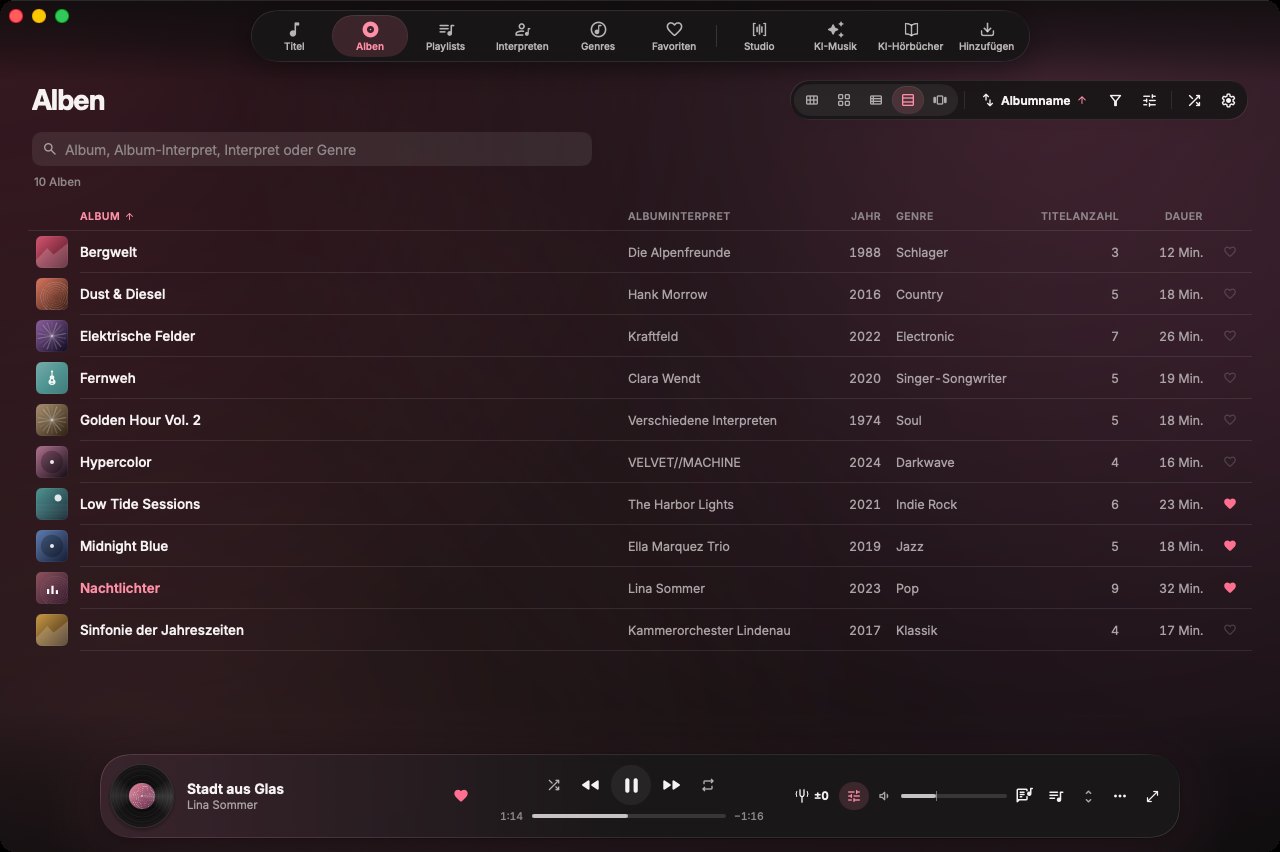 Titel Alben Playlists Interpreten Genres Favoriten Studio KI-Musik KI-Hörbücher Hinzufügen
Alben
Albumname
Album, Album-Interpret, Interpret oder Genre
10 Alben
ALBUM ALBUMINTERPRET JAHR GENRE TITELANZAHL DAUER
Bergwelt Die Alpenfreunde 1988 Schlager 3 12 Min.
Dust & Diesel Hank Morrow 2016 Country 5 18 Min.
Elektrische Felder Kraftfeld 2022 Electronic 7 26 Min.
Fernweh Clara Wendt 2020 Singer-Songwriter 5 19 Min.
Golden Hour Vol. 2 Verschiedene Interpreten 1974 Soul 5 18 Min.
Hypercolor VELVET//MACHINE 2024 Darkwave 4 16 Min.
Low Tide Sessions The Harbor Lights 2021 Indie Rock 6 23 Min.
Midnight Blue Ella Marquez Trio 2019 Jazz 5 18 Min.
Nachtlichter Lina Sommer 2023 Pop 9 32 Min.
Sinfonie der Jahreszeiten Kammerorchester Lindenau 2017 Klassik 4 17 Min.
Stadt aus Glas
Lina Sommer
±0
1:14 −1:16